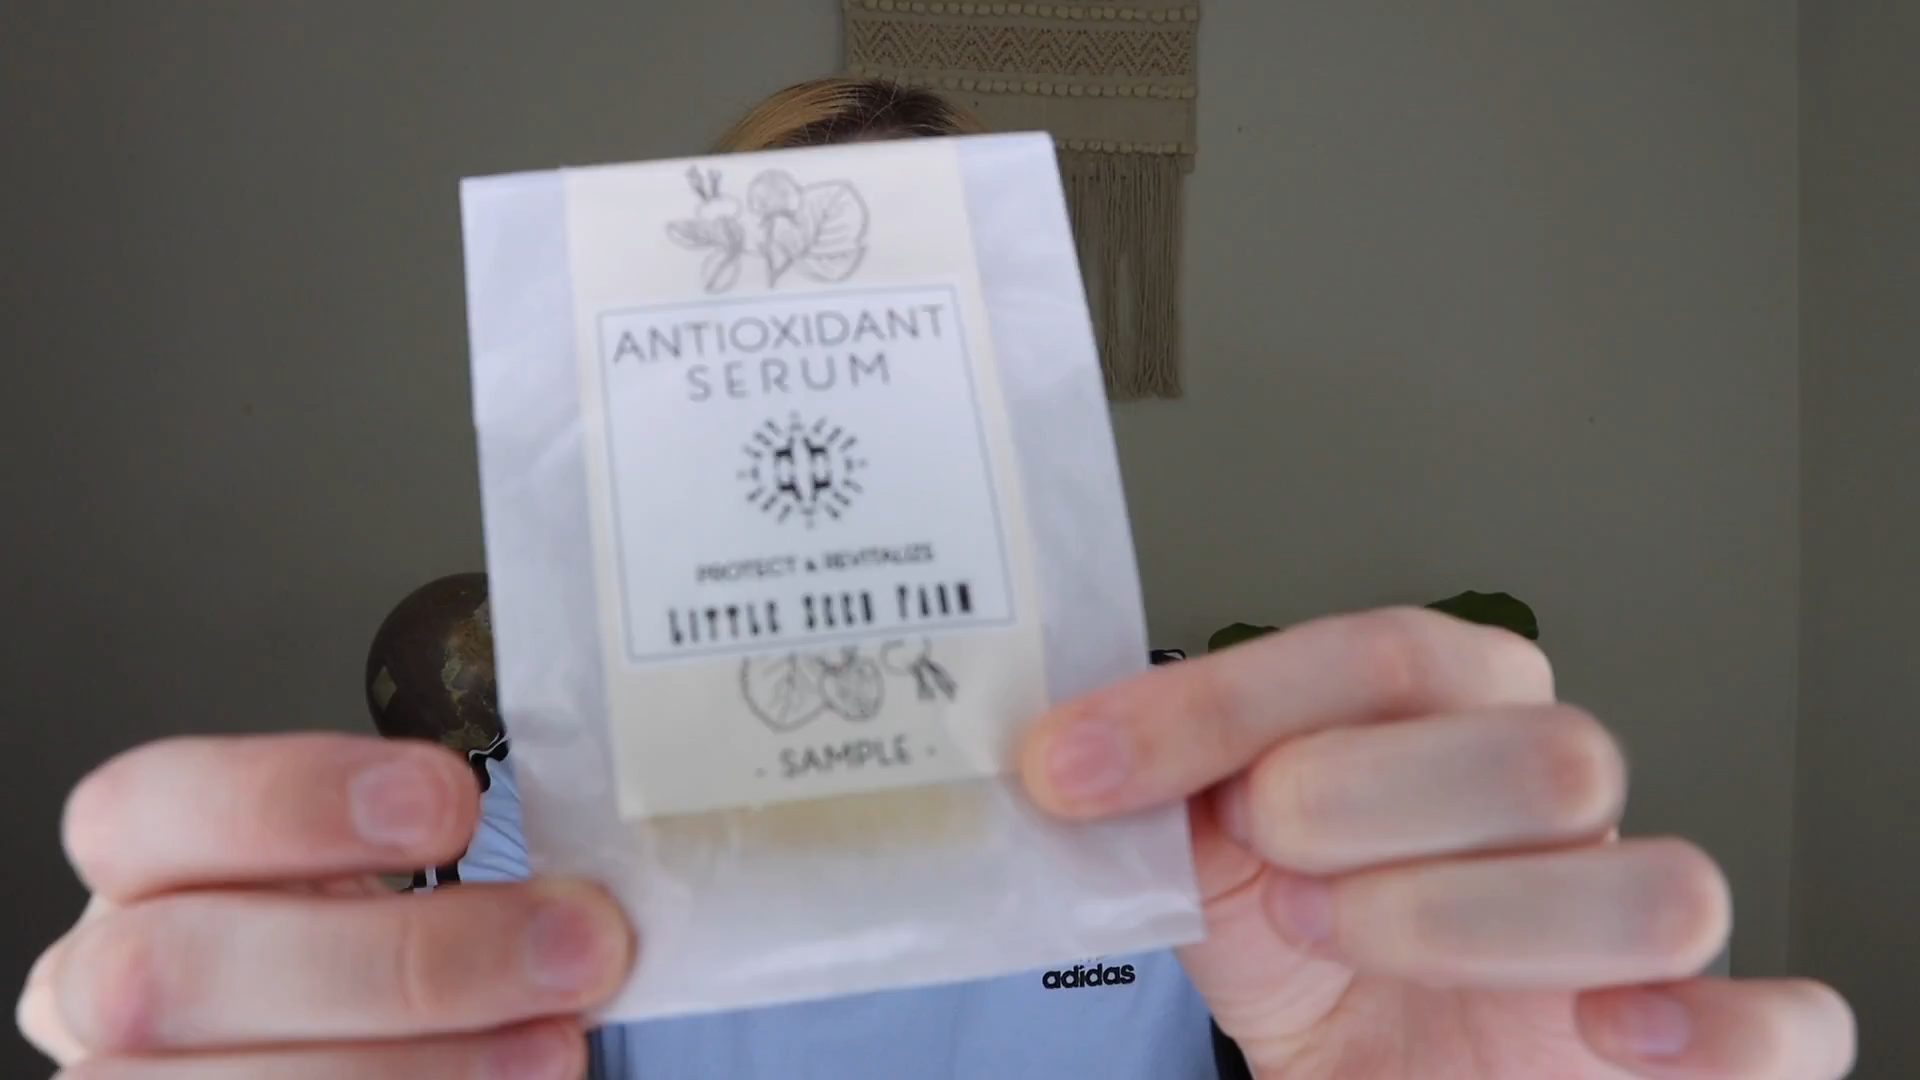 ANTIOXIDANT
SERUM
PROTECT & REVITALIZE
LITTLE SEED FARM
- SAMPLE -
adidas